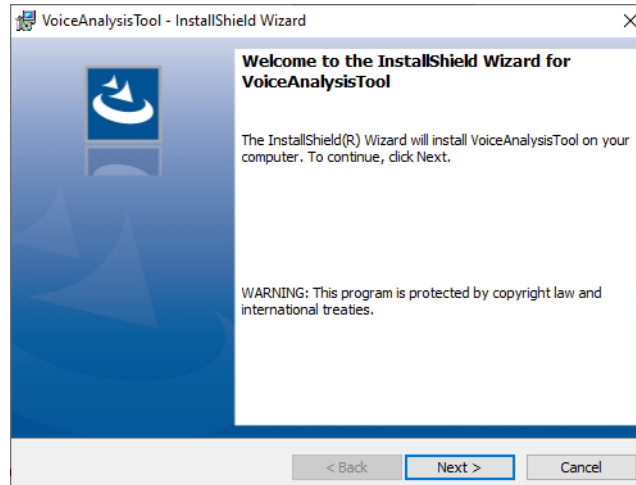 VoiceAnalysisTool - InstallShield Wizard
Welcome to the InstallShield Wizard for
VoiceAnalysisTool
The InstallShield(R) Wizard will install VoiceAnalysisTool on your
computer. To continue, click Next.
WARNING: This program is protected by copyright law and
international treaties.
< Back Next > Cancel